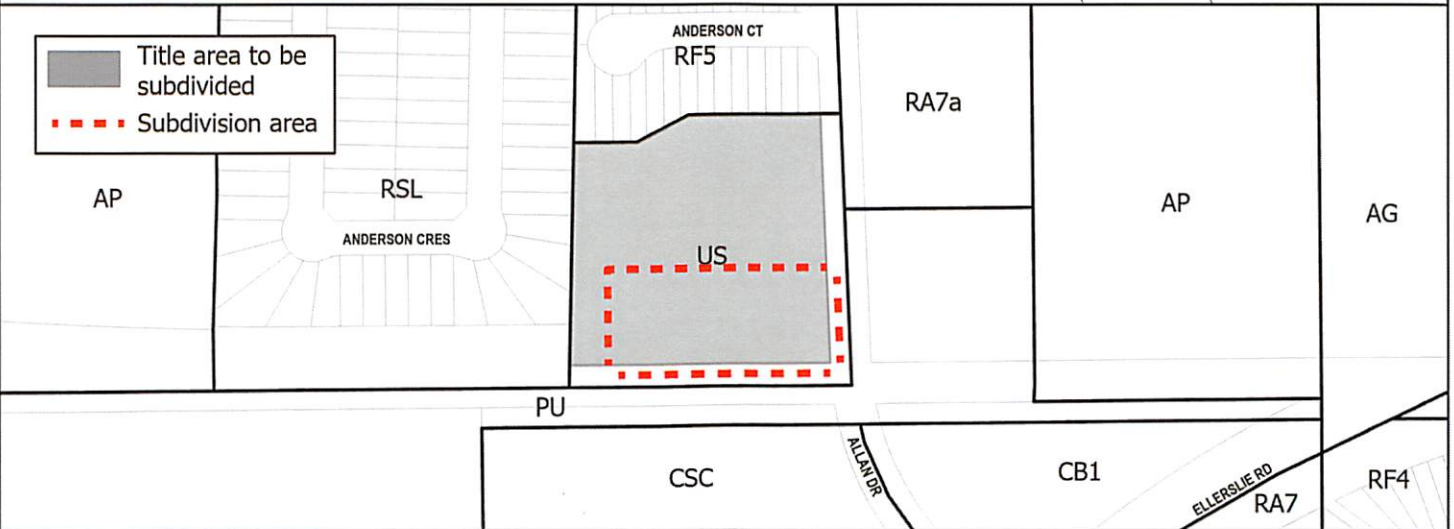 ANDERSON CT
RF5
Title area to be
subdivided
Subdivision area
RA7a
AP
RSL
AP
AG
ANDERSON CRES
US
PU
CSC
ALLAN DR
CB1
ELLERSLIE RD
RA7
RF4